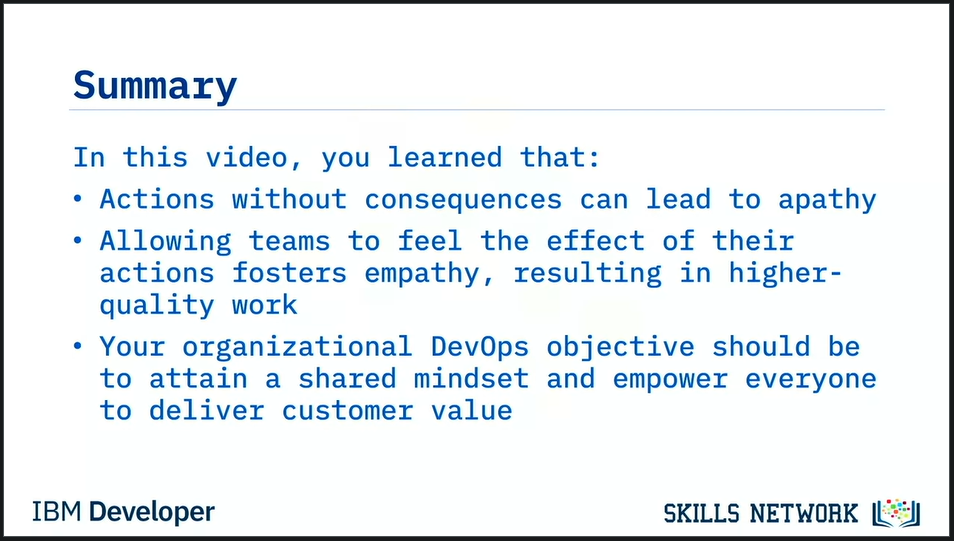 Summary
In this video, you learned that:
• Actions without consequences can lead to apathy
• Allowing teams to feel the effect of their
actions fosters empathy, resulting in higher-
quality work
• Your organizational DevOps objective should be
to attain a shared mindset and empower everyone
to deliver customer value
IBM Developer
SKILLS NETWORK